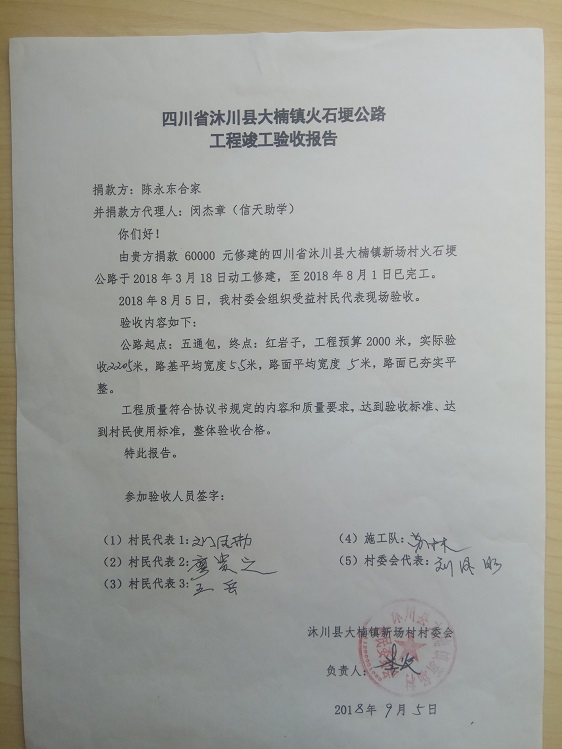 四川省沐川县大楠镇火石埂公路
工程竣工验收报告
捐款方：陈永东合家
并捐款方代理人：闵杰章（信天助学）
你们好！
由贵方捐款 60000 元修建的四川省沐川县大楠镇新场村火石埂
公路于 2018 年 3 月 18 日动工修建，至 2018 年 8 月 1 日已完工。
2018 年 8 月 5 日，我村委会组织受益村民代表现场验收。
验收内容如下：
公路起点：五通包，终点：红岩子，工程预算 2000 米，实际验
收2205米，路基平均宽度5.5米，路面平均宽度 5米，路面已夯实平
整。
工程质量符合协议书规定的内容和质量要求，达到验收标准、达
到村民使用标准，整体验收合格。
特此报告。
参加验收人员签字：
（1）村民代表 1：
（4）施工队：
（2）村民代表 2：
（5）村委会代表：
（3）村民代表 3：
沐川县大楠镇新场村村委会
负责人：
2018年 9月 5日